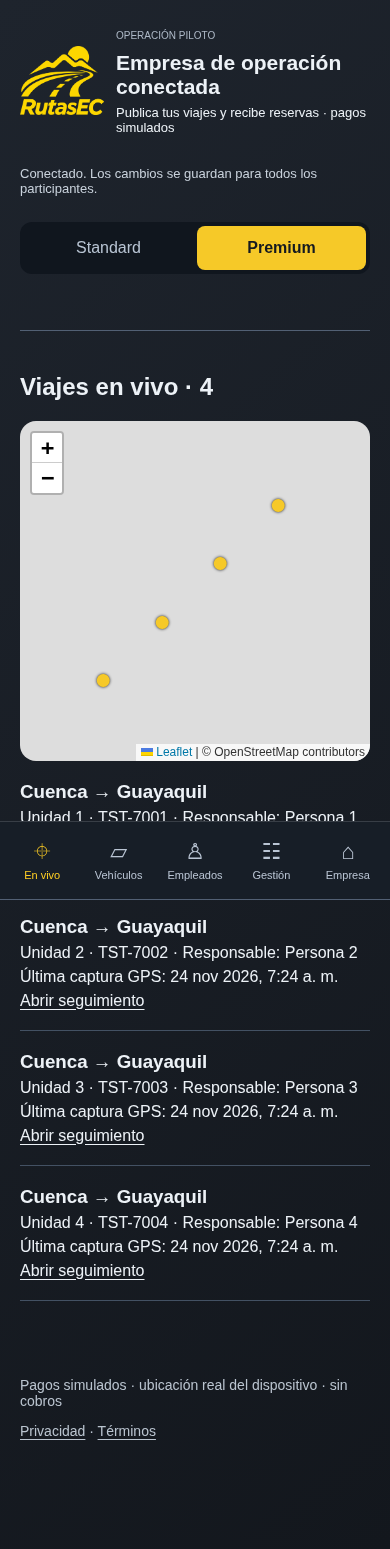 OPERACIÓN PILOTO
Empresa de operación
conectada
Publica tus viajes y recibe reservas · pagos
simulados
RutasEC
Conectado. Los cambios se guardan para todos los
participantes.
Standard
Premium
Viajes en vivo · 4
+
−
Leaflet | © OpenStreetMap contributors
Cuenca → Guayaquil
Unidad 1 · TST-7001 · Responsable: Persona 1
En vivo
Vehículos
Empleados
Gestión
Empresa
Cuenca → Guayaquil
Unidad 2 · TST-7002 · Responsable: Persona 2
Última captura GPS: 24 nov 2026, 7:24 a. m.
Abrir seguimiento
Cuenca → Guayaquil
Unidad 3 · TST-7003 · Responsable: Persona 3
Última captura GPS: 24 nov 2026, 7:24 a. m.
Abrir seguimiento
Cuenca → Guayaquil
Unidad 4 · TST-7004 · Responsable: Persona 4
Última captura GPS: 24 nov 2026, 7:24 a. m.
Abrir seguimiento
Pagos simulados · ubicación real del dispositivo · sin
cobros
Privacidad · Términos